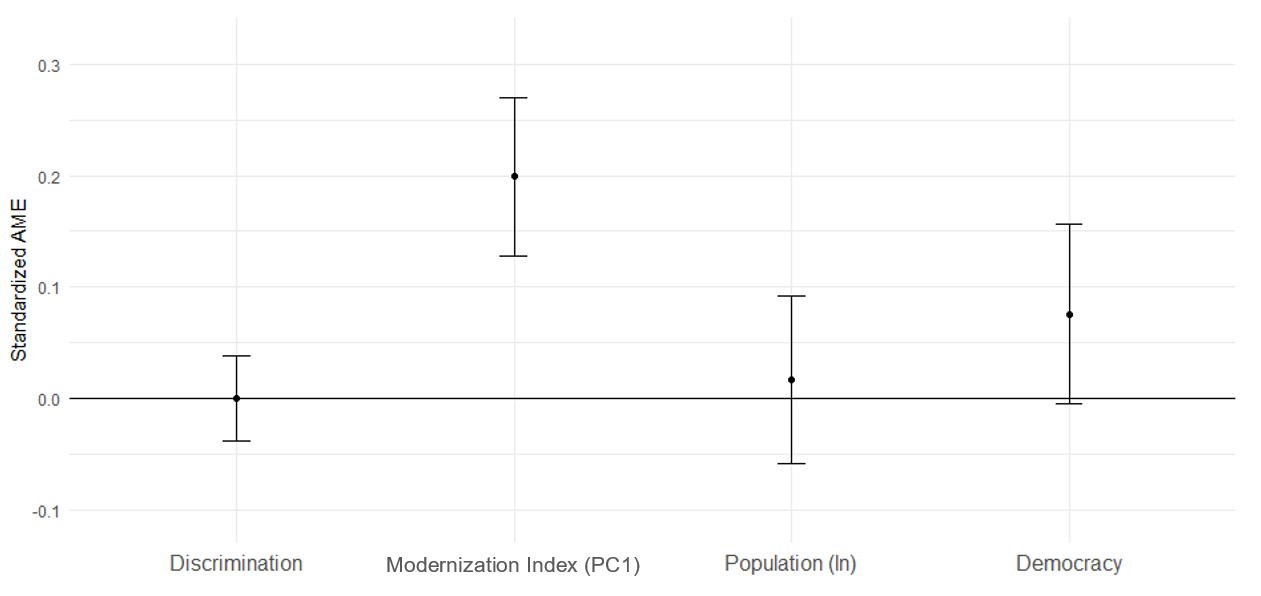 Standardized AME
0.3
0.2
0.1
0.0
-0.1
Discrimination
Modernization Index (PC1)
Population (ln)
Democracy